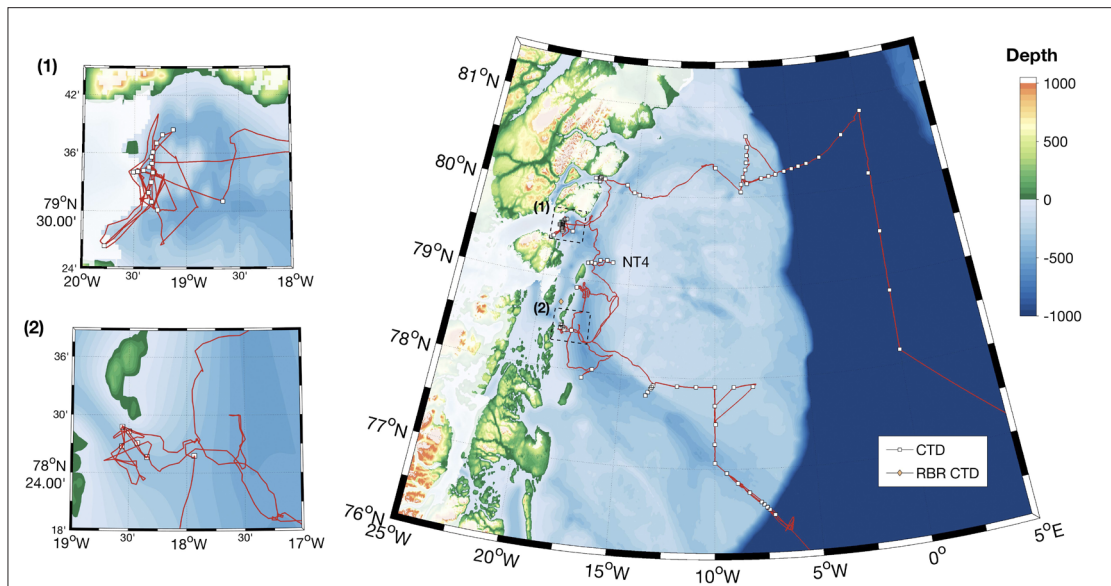 (1)
42'
36'
79°N
30.00'
24'
20°W
30'
19°W
30'
18°W
(2)
36'
30'
78°N
24.00'
18'
19°W
30'
18°W
30'
17°W
81°N
80°N
79°N
78°N
77°N
76°N
25°W
20°W
15°W
10°W
5°W
0°
5°E
(1)
NT4
(2)
CTD
RBR CTD
Depth
1000
500
0
-500
-1000